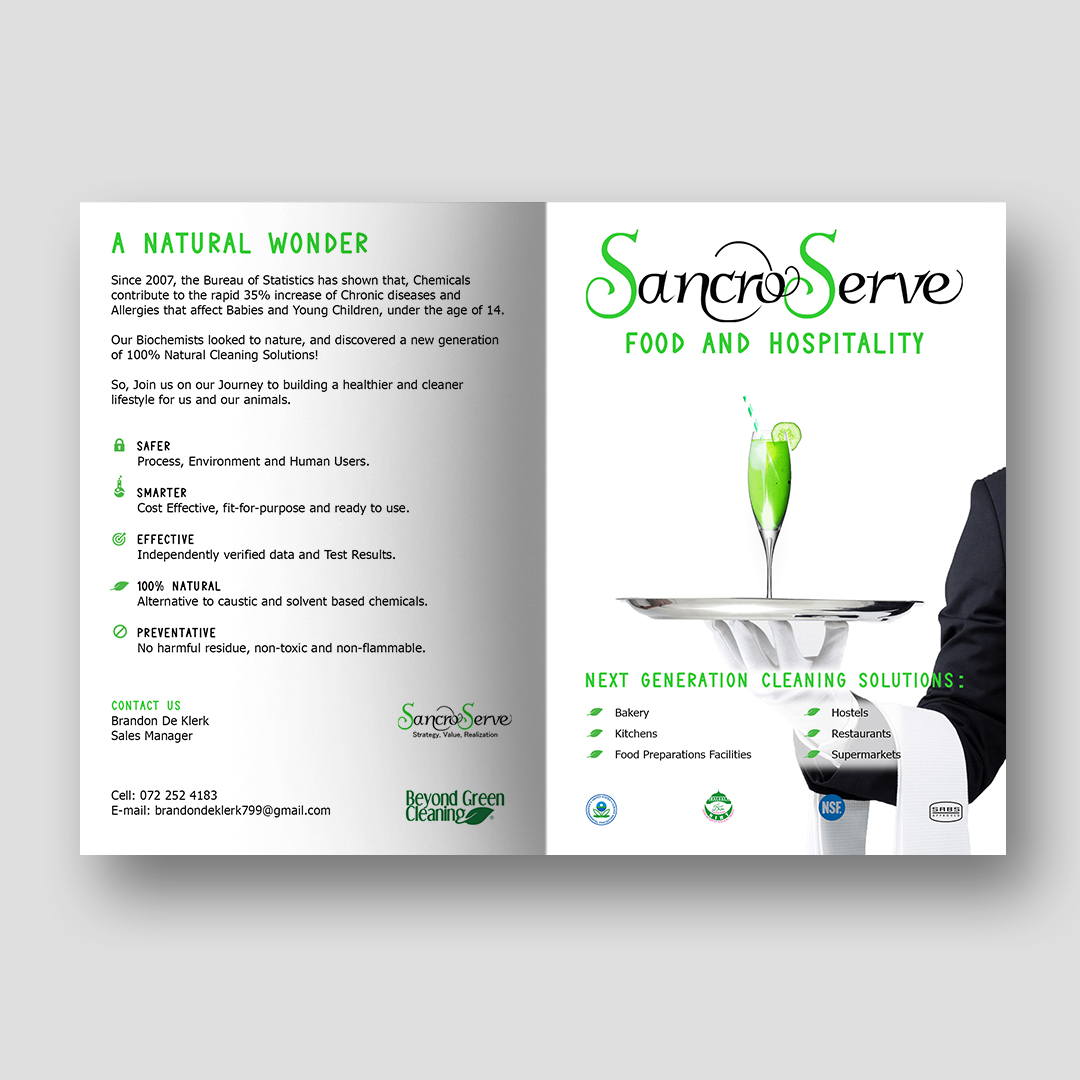 A NATURAL WONDER
Since 2007, the Bureau of Statistics has shown that, Chemicals
contribute to the rapid 35% increase of Chronic diseases and
Allergies that affect Babies and Young Children, under the age of 14.
Our Biochemists looked to nature, and discovered a new generation
of 100% Natural Cleaning Solutions!
So, Join us on our Journey to building a healthier and cleaner
lifestyle for us and our animals.
SAFER
Process, Environment and Human Users.
SMARTER
Cost Effective, fit-for-purpose and ready to use.
EFFECTIVE
Independently verified data and Test Results.
100% NATURAL
Alternative to caustic and solvent based chemicals.
PREVENTATIVE
No harmful residue, non-toxic and non-flammable.
CONTACT US
Brandon De Klerk
Sales Manager
SancroServe
Strategy, Value, Realization
Cell: 072 252 4183
E-mail: brandondeklerk799@gmail.com
Beyond Green
Cleaning
®
SancroServe
FOOD AND HOSPITALITY
NEXT GENERATION CLEANING SOLUTIONS:
Bakery
Kitchens
Food Preparations Facilities
Hostels
Restaurants
Supermarkets
NSF
SABS
APPROVED